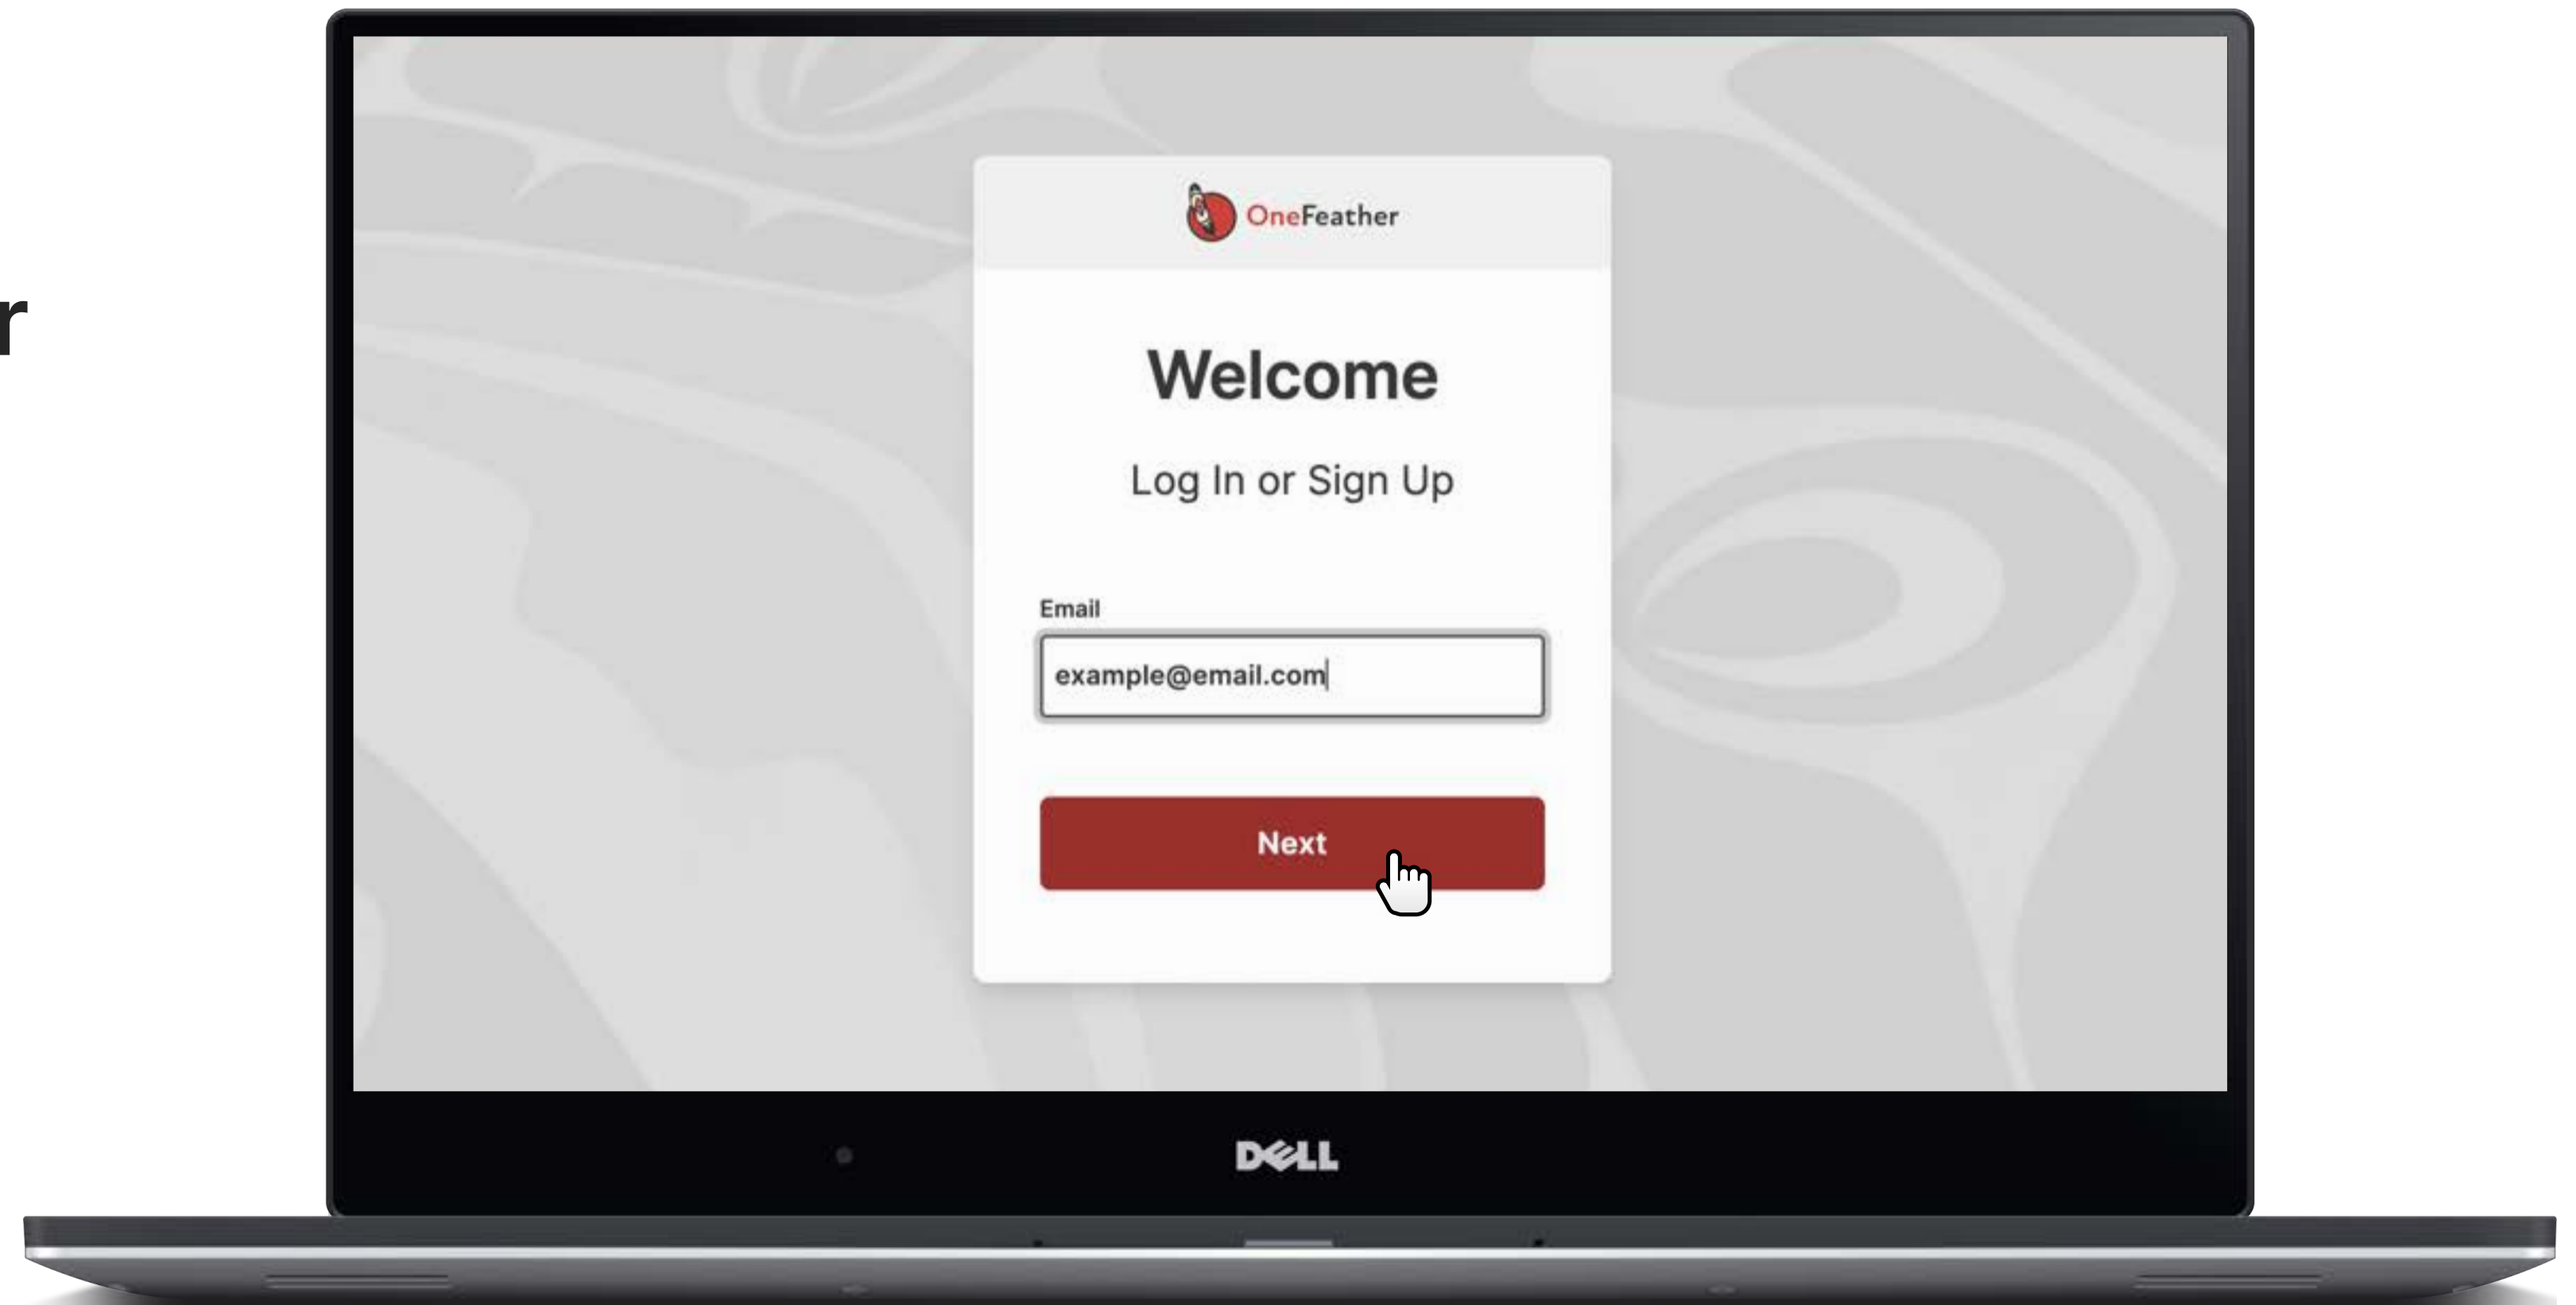 r
OneFeather
Welcome
Log In or Sign Up
Email
example@email.com
Next
DELL